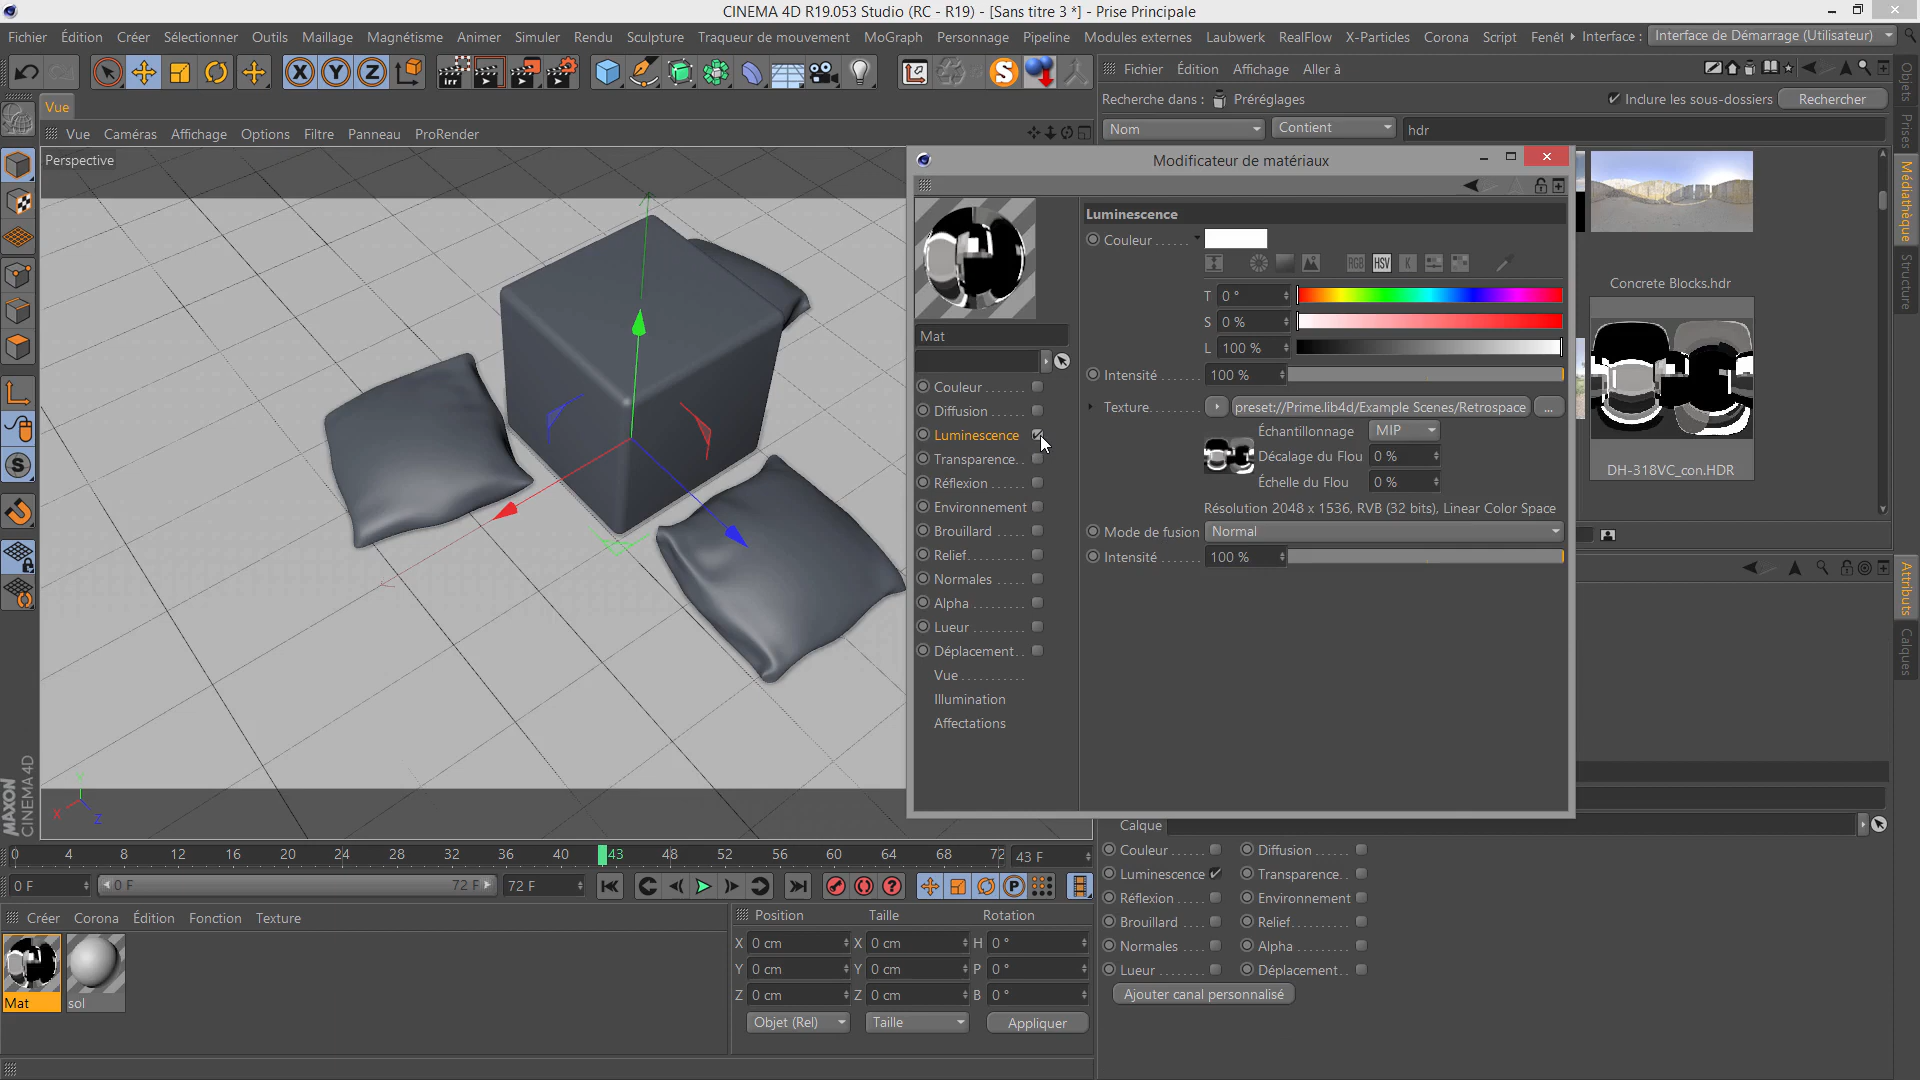 CINEMA 4D R19.053 Studio (RC - R19) - [Sans titre 3 *] - Prise Principale
Fichier Édition Créer Sélectionner Outils Maillage Magnétisme Animer Simuler Rendu Sculpture Traqueur de mouvement MoGraph Personnage Pipeline Modules externes Laubwerk RealFlow X-Particles Corona Script Fenêt Interface : Interface de Démarrage (Utilisateur)
X Y Z
S
Fichier Édition Affichage Aller à
Vue
Recherche dans : Préréglages Inclure les sous-dossiers Rechercher
Vue Caméras Affichage Options Filtre Panneau ProRender
Nom Contient hdr
Perspective
Modificateur de matériaux
Luminescence
Couleur
RGB HSV K
T 0 °
S 0 %
L 100 %
Mat
Intensité 100 %
Texture preset://Prime.lib4d/Example Scenes/Retrospace ...
Échantillonnage MIP
Décalage du Flou 0 %
Échelle du Flou 0 %
Résolution 2048 x 1536, RVB (32 bits), Linear Color Space
Mode de fusion Normal
Intensité 100 %
Couleur
Diffusion
Luminescence
Transparence
Réflexion
Environnement
Brouillard
Relief
Normales
Alpha
Lueur
Déplacement
Vue
Illumination
Affectations
Concrete Blocks.hdr
DH-318VC_con.HDR
Objets
Prises
Médiathèque
Structure
Attributs
Calques
S
MAXON
CINEMA 4D
Y
X
Z
Calque
Couleur Diffusion
Luminescence Transparence
Réflexion Environnement
Brouillard Relief
Normales Alpha
Lueur Déplacement
Ajouter canal personnalisé
0 4 8 12 16 20 24 28 32 36 40 43 48 52 56 60 64 68 72 43 F
0 F 0 F 72 F 72 F
P
Créer Corona Édition Fonction Texture
Mat sol
Position Taille Rotation
X 0 cm X 0 cm H 0 °
Y 0 cm Y 0 cm P 0 °
Z 0 cm Z 0 cm B 0 °
Objet (Rel) Taille Appliquer